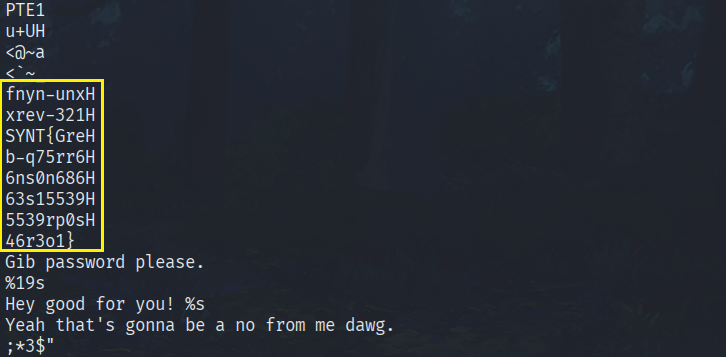 PTE1
u+UH
<@~a
<`~_
fnyn-unxH
xrev-321H
SYNT{GreH
b-q75rr6H
6ns0n686H
63s15539H
5539rp0sH
46r3o1}
Gib password please.
%19s
Hey good for you! %s
Yeah that's gonna be a no from me dawg.
;*3$"